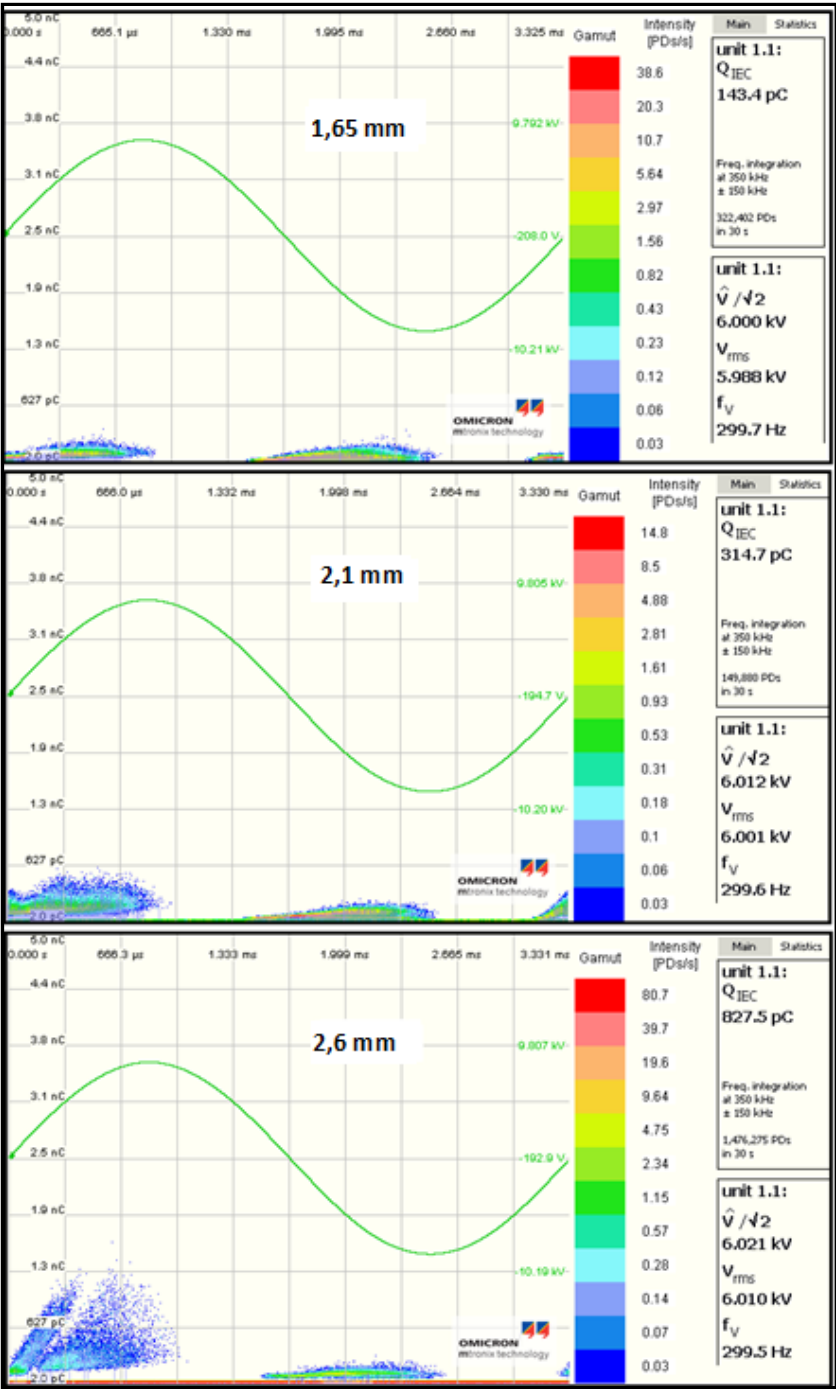 5.0 nC
0.000 s 665.1 µs 1.330 ms 1.995 ms 2.660 ms 3.325 ms
4.4 nC
3.8 nC
3.1 nC
2.5 nC
1.9 nC
1.3 nC
627 pC
2.0 pC
1,65 mm
9.792 kV
-208.0 V
-10.21 kV
OMICRON
mtronix technology
Gamut
Intensity
[PDs/s]
38.6
20.3
10.7
5.64
2.97
1.56
0.82
0.43
0.23
0.12
0.06
0.03
Main Statistics
unit 1.1:
QIEC
143.4 pC
Freq. integration
at 350 kHz
± 150 kHz
322,402 PDs
in 30 s
unit 1.1:
V̂ /√2
6.000 kV
Vrms
5.988 kV
fV
299.7 Hz
5.0 nC
0.000 s 666.0 µs 1.332 ms 1.998 ms 2.664 ms 3.330 ms
4.4 nC
3.8 nC
3.1 nC
2.5 nC
1.9 nC
1.3 nC
627 pC
2.0 pC
2,1 mm
9.805 kV
-194.7 V
-10.20 kV
OMICRON
mtronix technology
Gamut
Intensity
[PDs/s]
14.8
8.5
4.88
2.81
1.61
0.93
0.53
0.31
0.18
0.1
0.06
0.03
Main Statistics
unit 1.1:
QIEC
314.7 pC
Freq. integration
at 350 kHz
± 150 kHz
149,880 PDs
in 30 s
unit 1.1:
V̂ /√2
6.012 kV
Vrms
6.001 kV
fV
299.6 Hz
5.0 nC
0.000 s 666.3 µs 1.333 ms 1.999 ms 2.665 ms 3.331 ms
4.4 nC
3.8 nC
3.1 nC
2.5 nC
1.9 nC
1.3 nC
627 pC
2.0 pC
2,6 mm
9.807 kV
-192.9 V
-10.19 kV
OMICRON
mtronix technology
Gamut
Intensity
[PDs/s]
80.7
39.7
19.6
9.64
4.75
2.34
1.15
0.57
0.28
0.14
0.07
0.03
Main Statistics
unit 1.1:
QIEC
827.5 pC
Freq. integration
at 350 kHz
± 150 kHz
1,476,275 PDs
in 30 s
unit 1.1:
V̂ /√2
6.021 kV
Vrms
6.010 kV
fV
299.5 Hz